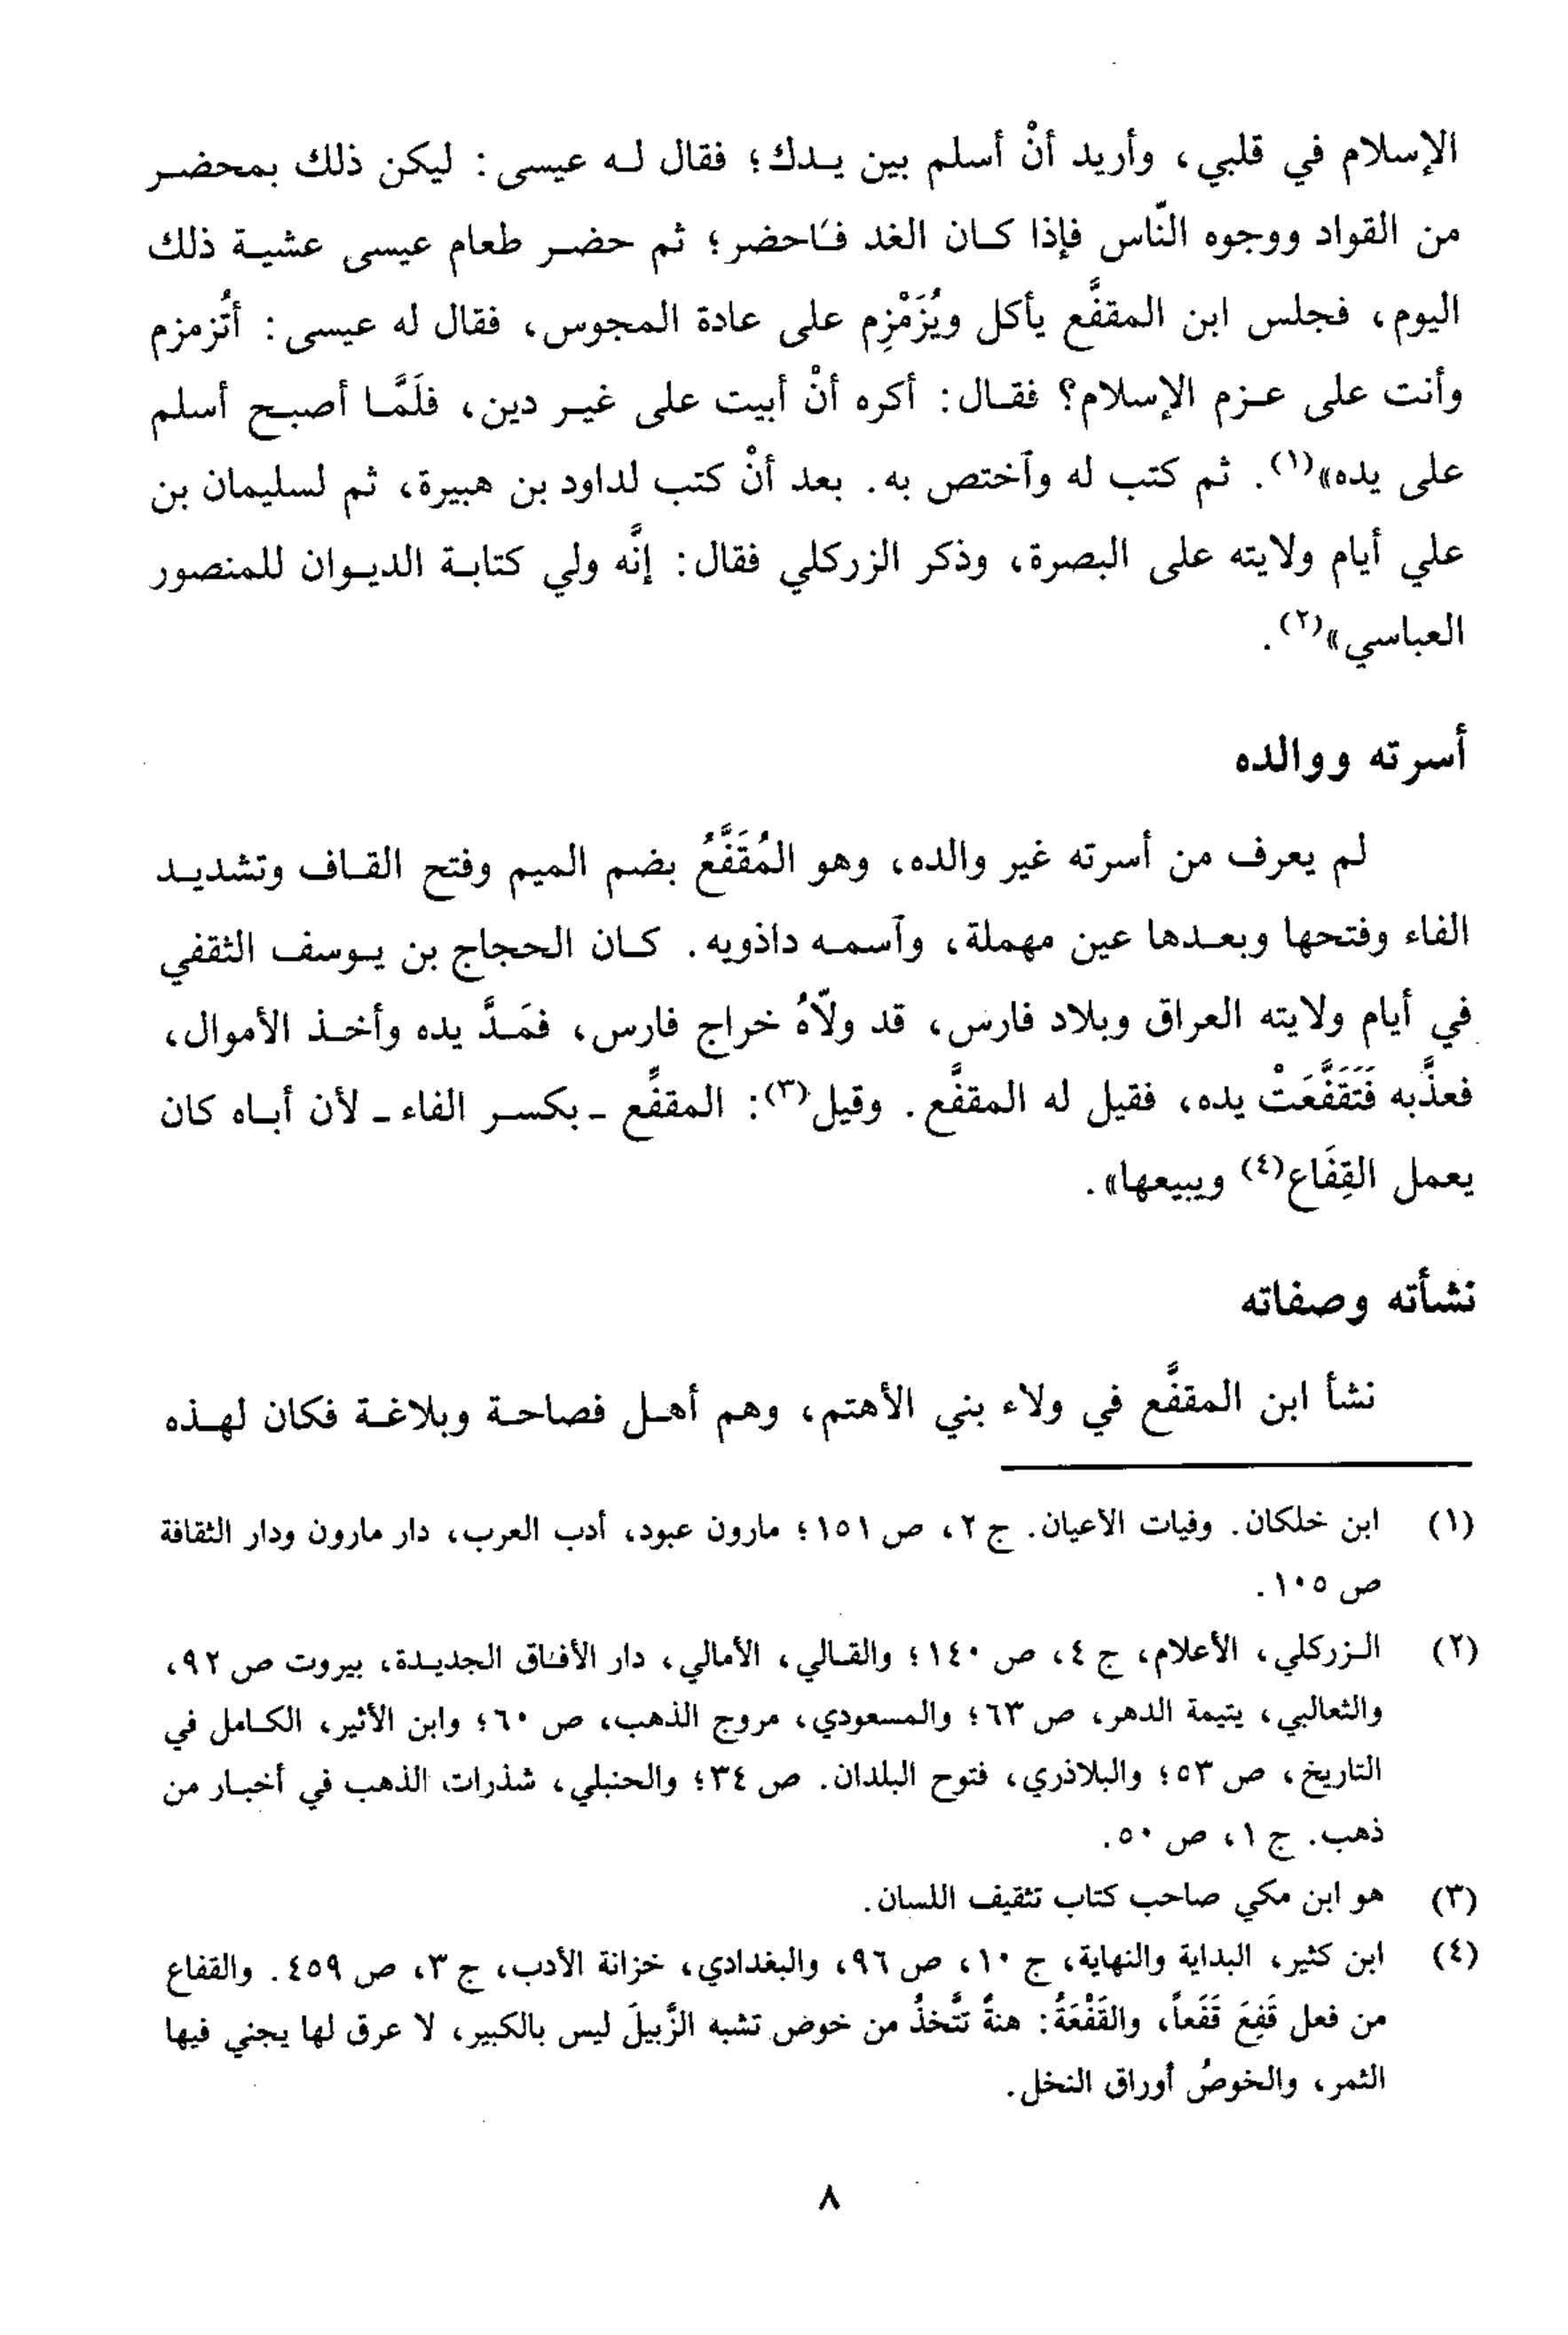 الإسلام في قلبي، وأريد أنْ أسلم بين يدك؛ فقال له عيسى: ليكن ذلك بمحضر
من القواد ووجوه النّاس فإذا كان الغد فاحضر؛ ثم حضر طعام عيسى عشية ذلك
اليوم، فجلس ابن المقفَّع يأكل ويُزَمْزِم على عادة المجوس، فقال له عيسى: أتُزمزم
وأنت على عزم الإسلام؟ فقال: أكره أنْ أبيت على غير دين، فلَمَّا أصبح أسلم
على يده»(١). ثم كتب له وآختص به. بعد أنْ كتب لداود بن هبيرة، ثم لسليمان بن
علي أيام ولايته على البصرة، وذكر الزركلي فقال: إنَّه ولي كتابة الديوان للمنصور
العباسي»(٢).
أسرته ووالده
لم يعرف من أسرته غير والده، وهو المُقَفَّعُ بضم الميم وفتح القاف وتشديد
الفاء وفتحها وبعدها عين مهملة، وآسمه داذويه. كان الحجاج بن يوسف الثقفي
في أيام ولايته العراق وبلاد فارس، قد ولّاهُ خراج فارس، فمَدَّ يده وأخذ الأموال،
فعذَّبه فَتَقَفَّعَتْ يده، فقيل له المقفَّع. وقيل(٣): المقفِّع - بكسر الفاء - لأن أباه كان
يعمل القِفَاع(٤) ويبيعها».
نشأته وصفاته
نشأ ابن المقفَّع في ولاء بني الأهتم، وهم أهل فصاحة وبلاغة فكان لهذه
(١) ابن خلكان. وفيات الأعيان. ج ٢، ص ١٥١؛ مارون عبود، أدب العرب، دار مارون ودار الثقافة
ص ١٠٥.
(٢) الزركلي، الأعلام، ج ٤، ص ١٤٠؛ والقالي، الأمالي، دار الأفاق الجديدة، بيروت ص ٩٢،
والثعالبي، يتيمة الدهر، ص ٦٣؛ والمسعودي، مروج الذهب، ص ٦٠؛ وابن الأثير، الكامل في
التاريخ، ص ٥٣؛ والبلاذري، فتوح البلدان. ص ٣٤؛ والحنبلي، شذرات الذهب في أخبار من
ذهب. ج ١، ص ٥٠.
(٣) هو ابن مكي صاحب كتاب تثقيف اللسان.
(٤) ابن كثير، البداية والنهاية، ج ١٠، ص ٩٦، والبغدادي، خزانة الأدب، ج ٣، ص ٤٥٩. والقفاع
من فعل قَفِعَ قَفَعاً، والقَفْعَةُ: هنةٌ تتَّخذُ من خوض تشبه الزَّبيلَ ليس بالكبير، لا عرق لها يجني فيها
الثمر، والخوصُ أوراق النخل.
٨